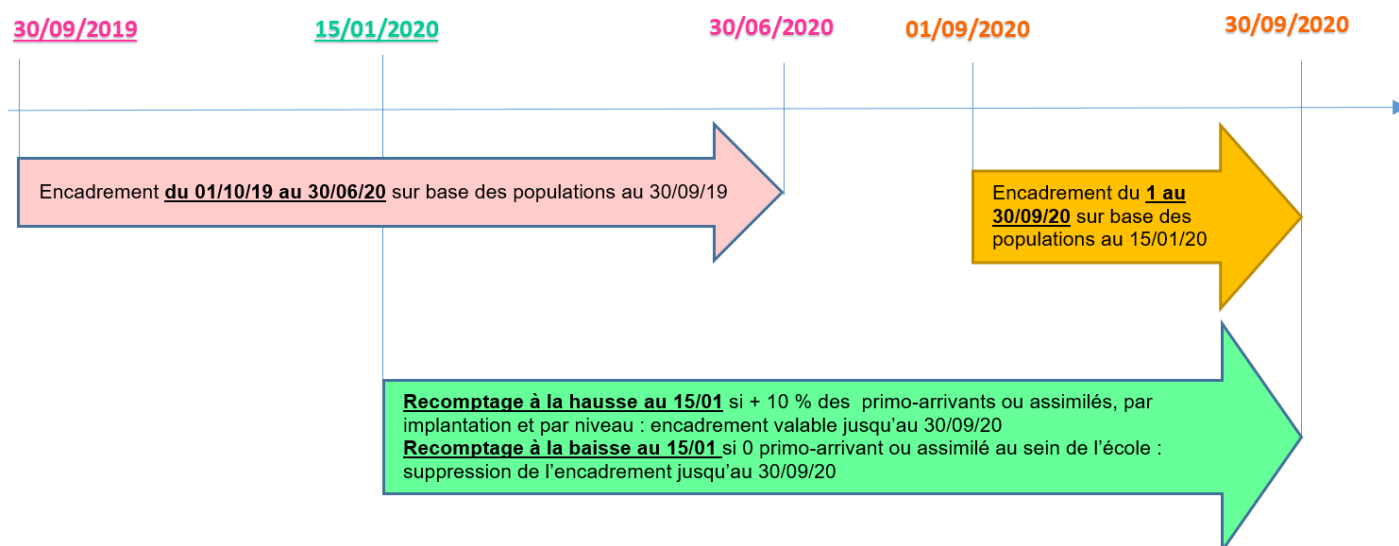 30/09/2019
15/01/2020
30/06/2020
01/09/2020
30/09/2020
Encadrement du 01/10/19 au 30/06/20 sur base des populations au 30/09/19
Encadrement du 1 au
30/09/20 sur base des
populations au 15/01/20
Recomptage à la hausse au 15/01 si + 10 % des primo-arrivants ou assimilés, par
implantation et par niveau : encadrement valable jusqu’au 30/09/20
Recomptage à la baisse au 15/01 si 0 primo-arrivant ou assimilé au sein de l’école :
suppression de l’encadrement jusqu’au 30/09/20